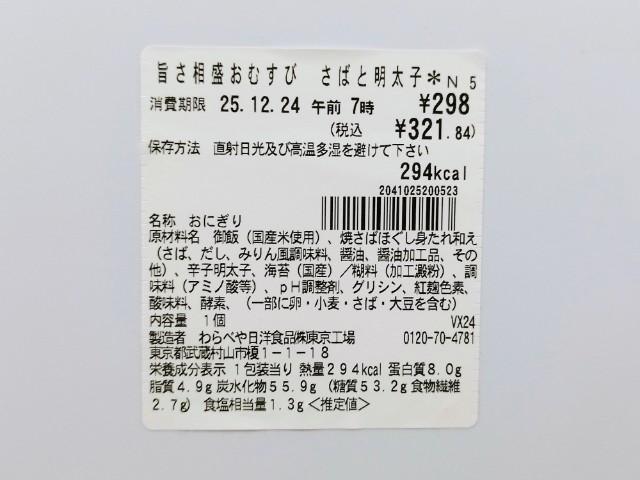 旨さ相盛おむすび さばと明太子＊N 5
消費期限 25.12.24 午前 7時 ¥298
(税込 ¥321.84)
保存方法 直射日光及び高温多湿を避けて下さい
294kcal
2041025200523
名称 おにぎり
原材料名 御飯（国産米使用）、焼さばほぐし身たれ和え
（さば、だし、みりん風調味料、醤油、醤油加工品、その
他）、辛子明太子、海苔（国産）／糊料（加工澱粉）、調
味料（アミノ酸等）、ｐＨ調整剤、グリシン、紅麹色素、
酸味料、酵素、（一部に卵・小麦・さば・大豆を含む）
内容量 1個 VX24
製造者 わらべや日洋食品㈱東京工場 0120-70-4781
東京都武蔵村山市榎1－1－18
栄養成分表示 1包装当り 熱量294kcal 蛋白質8.0g
脂質4.9g 炭水化物55.9g （糖質53.2g 食物繊維
2.7g） 食塩相当量1.3g＜推定値＞